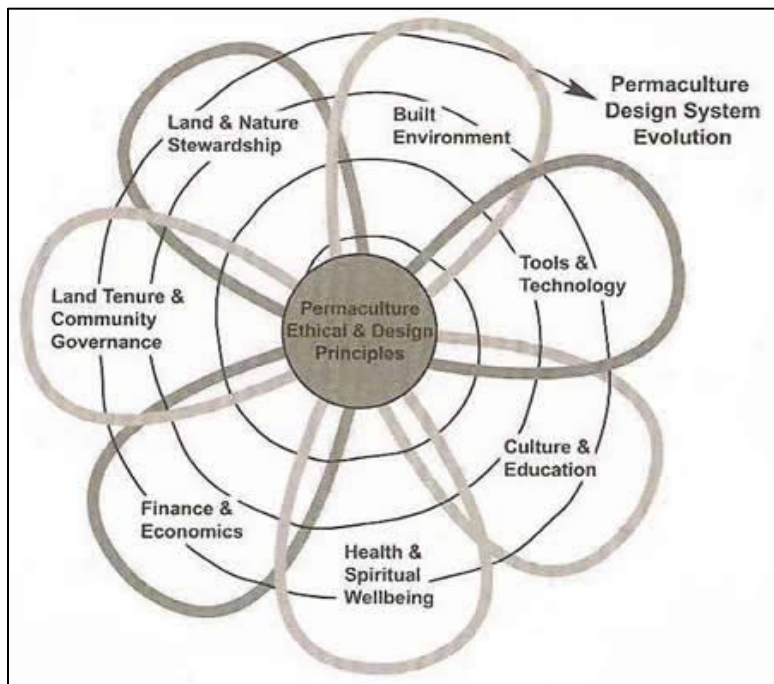 Permaculture
Design System
Evolution
Land & Nature
Stewardship
Built
Environment
Tools &
Technology
Land Tenure &
Community
Governance
Permaculture
Ethical & Design
Principles
Culture &
Education
Finance &
Economics
Health &
Spiritual
Wellbeing